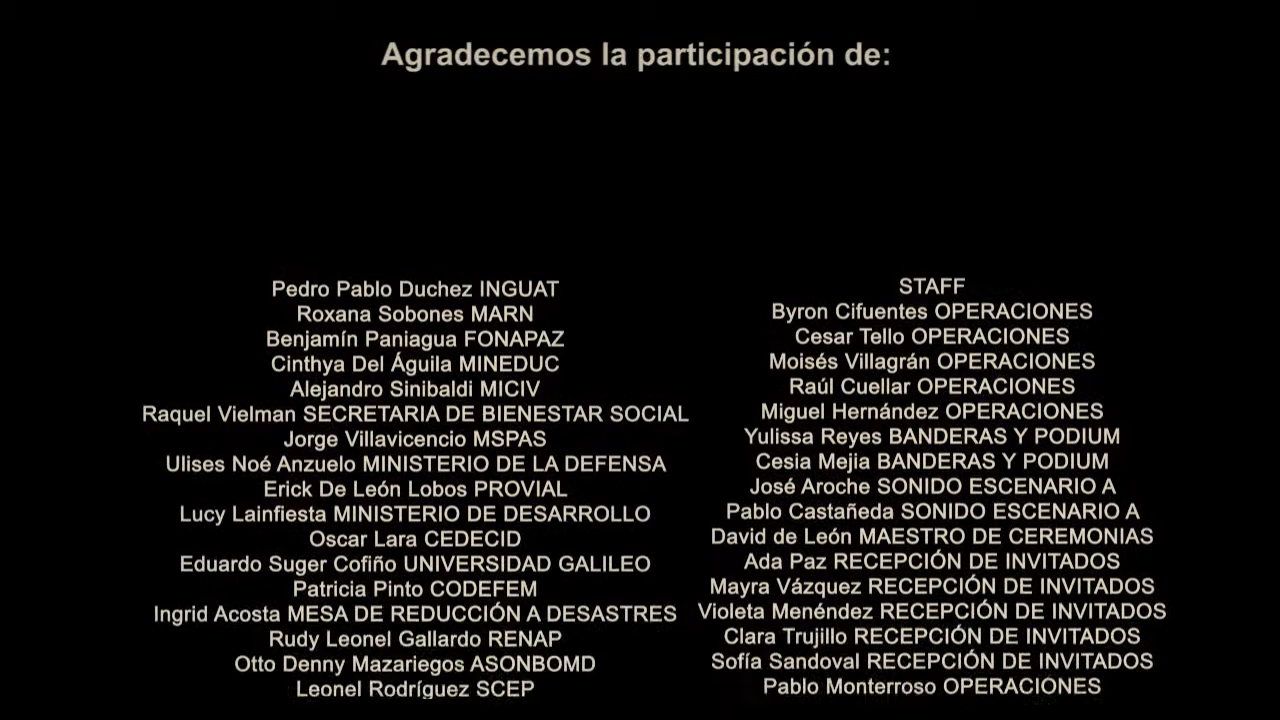 Agradecemos la participación de:
Pedro Pablo Duchez INGUAT
Roxana Sobones MARN
Benjamín Paniagua FONAPAZ
Cinthya Del Águila MINEDUC
Alejandro Sinibaldi MICIV
Raquel Vielman SECRETARIA DE BIENESTAR SOCIAL
Jorge Villavicencio MSPAS
Ulises Noé Anzuelo MINISTERIO DE LA DEFENSA
Erick De León Lobos PROVIAL
Lucy Lainfiesta MINISTERIO DE DESARROLLO
Oscar Lara CEDECID
Eduardo Suger Cofiño UNIVERSIDAD GALILEO
Patricia Pinto CODEFEM
Ingrid Acosta MESA DE REDUCCIÓN A DESASTRES
Rudy Leonel Gallardo RENAP
Otto Denny Mazariegos ASONBOMD
Leonel Rodríguez SCEP
STAFF
Byron Cifuentes OPERACIONES
Cesar Tello OPERACIONES
Moisés Villagrán OPERACIONES
Raúl Cuellar OPERACIONES
Miguel Hernández OPERACIONES
Yulissa Reyes BANDERAS Y PODIUM
Cesia Mejia BANDERAS Y PODIUM
José Aroche SONIDO ESCENARIO A
Pablo Castañeda SONIDO ESCENARIO A
David de León MAESTRO DE CEREMONIAS
Ada Paz RECEPCIÓN DE INVITADOS
Mayra Vázquez RECEPCIÓN DE INVITADOS
Violeta Menéndez RECEPCIÓN DE INVITADOS
Clara Trujillo RECEPCIÓN DE INVITADOS
Sofía Sandoval RECEPCIÓN DE INVITADOS
Pablo Monterroso OPERACIONES